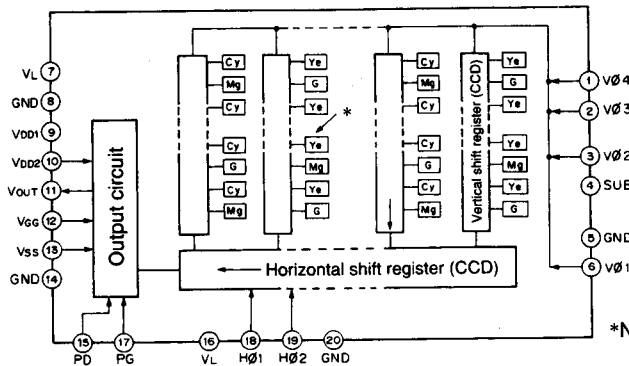 Cy Ye Cy Ye
Mg G Mg G
Cy Ye Cy Ye
*
Cy Ye Cy Ye
G Mg G Mg
Cy Ye Cy Ye
Mg G Mg G
Vertical shift register (CCD)
Horizontal shift register (CCD)
Output circuit
VL 7
GND 8
VDD1 9
VDD2 10
VOUT 11
VGG 12
VSS 13
GND 14
1 VØ4
2 VØ3
3 VØ2
4 SUB
5 GND
6 VØ1
15 17 16 18 19 20
PD PG VL HØ1 HØ2 GND
*N